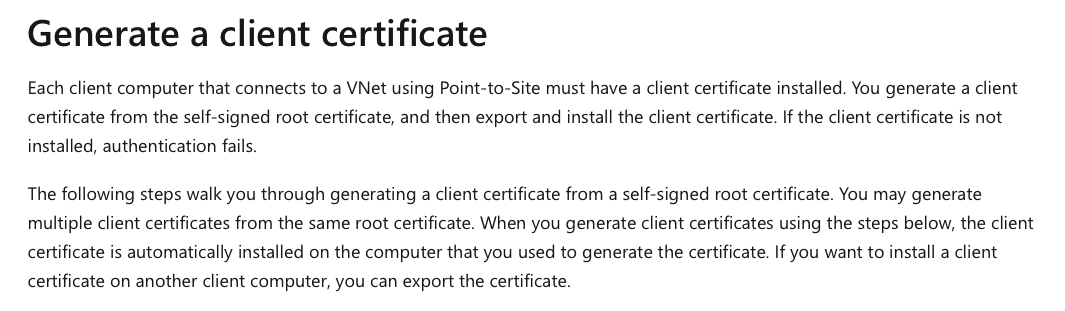 Generate a client certificate
Each client computer that connects to a VNet using Point-to-Site must have a client certificate installed. You generate a client
certificate from the self-signed root certificate, and then export and install the client certificate. If the client certificate is not
installed, authentication fails.
The following steps walk you through generating a client certificate from a self-signed root certificate. You may generate
multiple client certificates from the same root certificate. When you generate client certificates using the steps below, the client
certificate is automatically installed on the computer that you used to generate the certificate. If you want to install a client
certificate on another client computer, you can export the certificate.